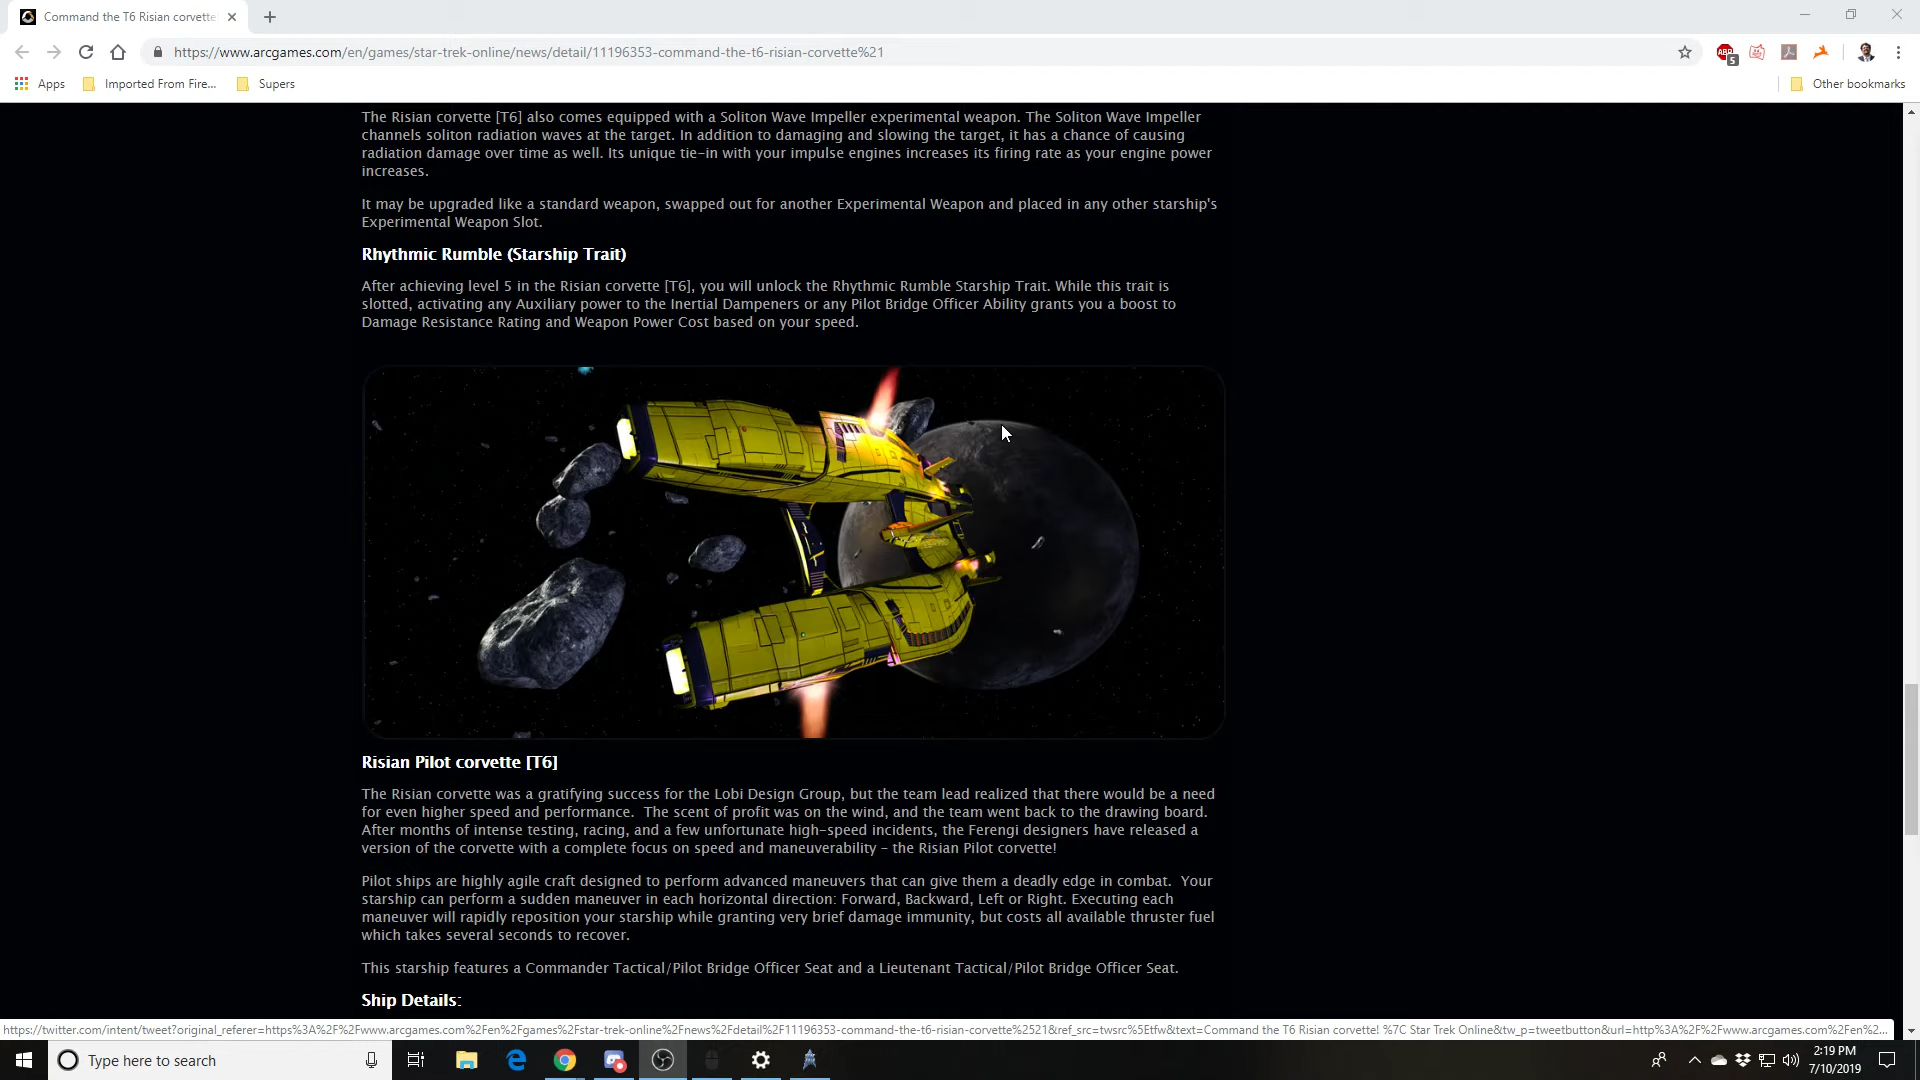 Command the T6 Risian corvette
https://www.arcgames.com/en/games/star-trek-online/news/detail/11196353-command-the-t6-risian-corvette%21
ABP
5
Apps
Imported From Fire...
Supers
Other bookmarks
The Risian corvette [T6] also comes equipped with a Soliton Wave Impeller experimental weapon. The Soliton Wave Impeller
channels soliton radiation waves at the target. In addition to damaging and slowing the target, it has a chance of causing
radiation damage over time as well. Its unique tie-in with your impulse engines increases its firing rate as your engine power
increases.
It may be upgraded like a standard weapon, swapped out for another Experimental Weapon and placed in any other starship's
Experimental Weapon Slot.
Rhythmic Rumble (Starship Trait)
After achieving level 5 in the Risian corvette [T6], you will unlock the Rhythmic Rumble Starship Trait. While this trait is
slotted, activating any Auxiliary power to the Inertial Dampeners or any Pilot Bridge Officer Ability grants you a boost to
Damage Resistance Rating and Weapon Power Cost based on your speed.
Risian Pilot corvette [T6]
The Risian corvette was a gratifying success for the Lobi Design Group, but the team lead realized that there would be a need
for even higher speed and performance.  The scent of profit was on the wind, and the team went back to the drawing board.
After months of intense testing, racing, and a few unfortunate high-speed incidents, the Ferengi designers have released a
version of the corvette with a complete focus on speed and maneuverability – the Risian Pilot corvette!
Pilot ships are highly agile craft designed to perform advanced maneuvers that can give them a deadly edge in combat.  Your
starship can perform a sudden maneuver in each horizontal direction: Forward, Backward, Left or Right. Executing each
maneuver will rapidly reposition your starship while granting very brief damage immunity, but costs all available thruster fuel
which takes several seconds to recover.
This starship features a Commander Tactical/Pilot Bridge Officer Seat and a Lieutenant Tactical/Pilot Bridge Officer Seat.
Ship Details:
https://twitter.com/intent/tweet?original_referer=https%3A%2F%2Fwww.arcgames.com%2Fen%2Fgames%2Fstar-trek-online%2Fnews%2Fdetail%2F11196353-command-the-t6-risian-corvette%2521&ref_src=twsrc%5Etfw&text=Command the T6 Risian corvette! %7C Star Trek Online&tw_p=tweetbutton&url=http%3A%2F%2Fwww.arcgames.com%2Fen%2...
Type here to search
2:19 PM
7/10/2019